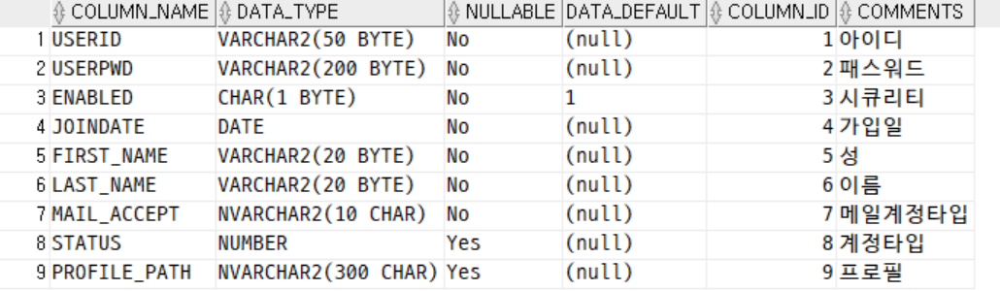 COLUMN_NAME DATA_TYPE NULLABLE DATA_DEFAULT COLUMN_ID COMMENTS
1 USERID VARCHAR2(50 BYTE) No (null) 1 아이디
2 USERPWD VARCHAR2(200 BYTE) No (null) 2 패스워드
3 ENABLED CHAR(1 BYTE) No 1 3 시큐리티
4 JOINDATE DATE No (null) 4 가입일
5 FIRST_NAME VARCHAR2(20 BYTE) No (null) 5 성
6 LAST_NAME VARCHAR2(20 BYTE) No (null) 6 이름
7 MAIL_ACCEPT NVARCHAR2(10 CHAR) No (null) 7 메일계정타입
8 STATUS NUMBER Yes (null) 8 계정타입
9 PROFILE_PATH NVARCHAR2(300 CHAR) Yes (null) 9 프로필